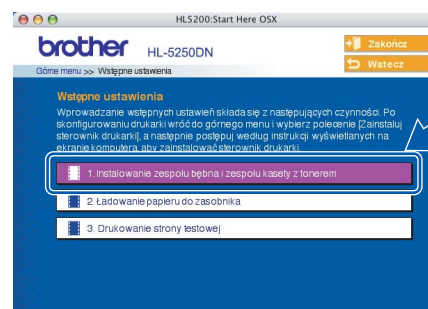 HL5200:Start Here OSX
brother HL-5250DN
Zakończ
Wstecz
Górne menu >> Wstępne ustawienia
Wstępne ustawienia
Wprowadzanie wstępnych ustawień składa się z następujących czynności. Po
skonfigurowaniu drukarki wróć do górnego menu i wybierz polecenie [Zainstaluj
sterownik drukarki], a następnie postępuj według instrukcji wyświetlanych na
ekranie komputera, aby zainstalować sterownik drukarki.
1. Instalowanie zespołu bębna i zespołu kasety z tonerem
2. Ładowanie papieru do zasobnika
3. Drukowanie strony testowej